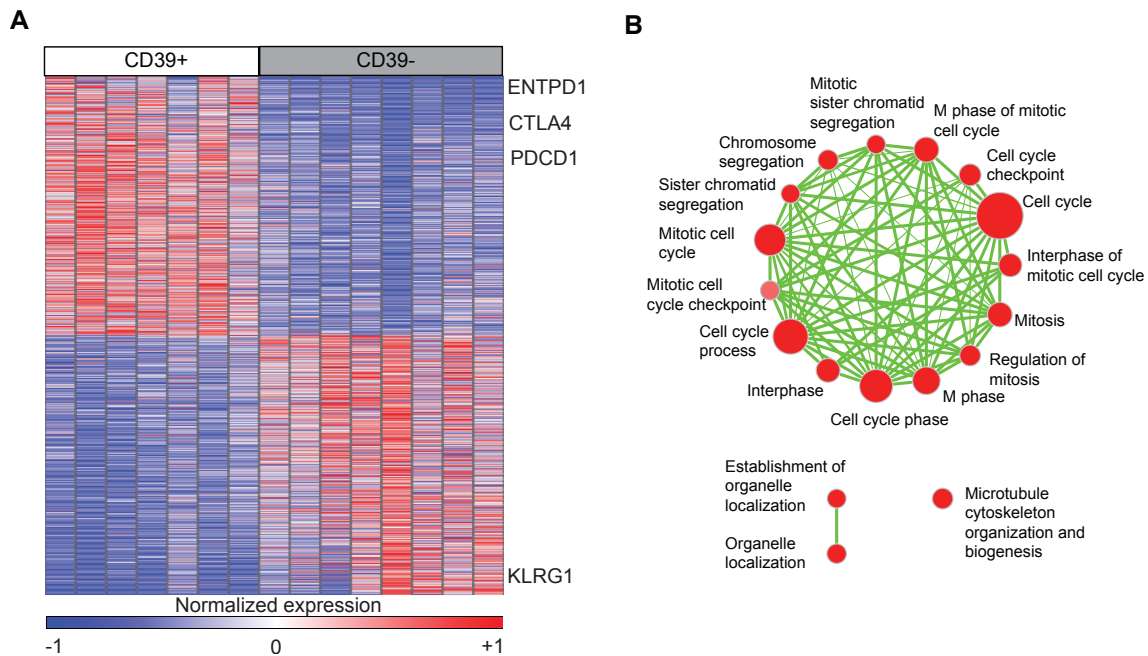 A
CD39+
CD39-
ENTPD1
CTLA4
PDCD1
KLRG1
Normalized expression
-1
0
+1
B
Mitotic
sister chromatid
segregation
M phase of mitotic
cell cycle
Chromosome
segregation
Cell cycle
checkpoint
Sister chromatid
segregation
Cell cycle
Mitotic cell
cycle
Interphase of
mitotic cell cycle
Mitotic cell
cycle checkpoint
Mitosis
Cell cycle
process
Regulation of
mitosis
Interphase
M phase
Cell cycle phase
Establishment of
organelle
localization
Organelle
localization
Microtubule
cytoskeleton
organization and
biogenesis